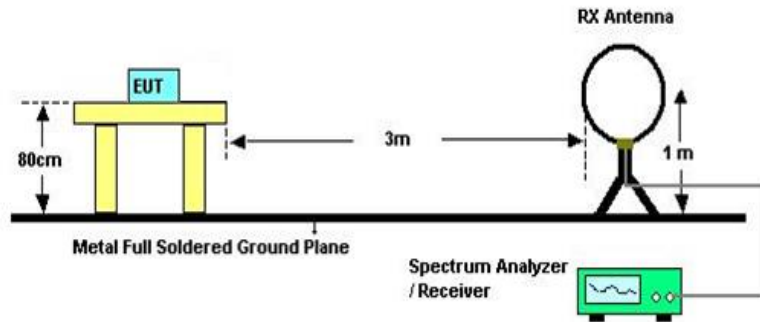 RX Antenna
EUT
80cm
3m
1 m
Metal Full Soldered Ground Plane
Spectrum Analyzer
/ Receiver